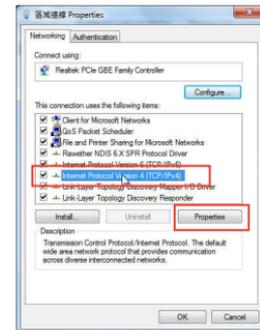 區域連線 Properties
Networking
Authentication
Connect using:
Realtek PCIe GBE Family Controller
Configure...
This connection uses the following items:
Client for Microsoft Networks
QoS Packet Scheduler
File and Printer Sharing for Microsoft Networks
Rawether NDIS 6.X SPR Protocol Driver
Internet Protocol Version 6 (TCP/IPv6)
Internet Protocol Version 4 (TCP/IPv4)
Link-Layer Topology Discovery Mapper I/O Driver
Link-Layer Topology Discovery Responder
Install...
Uninstall
Properties
Description
Transmission Control Protocol/Internet Protocol. The default
wide area network protocol that provides communication
across diverse interconnected networks.
OK
Cancel